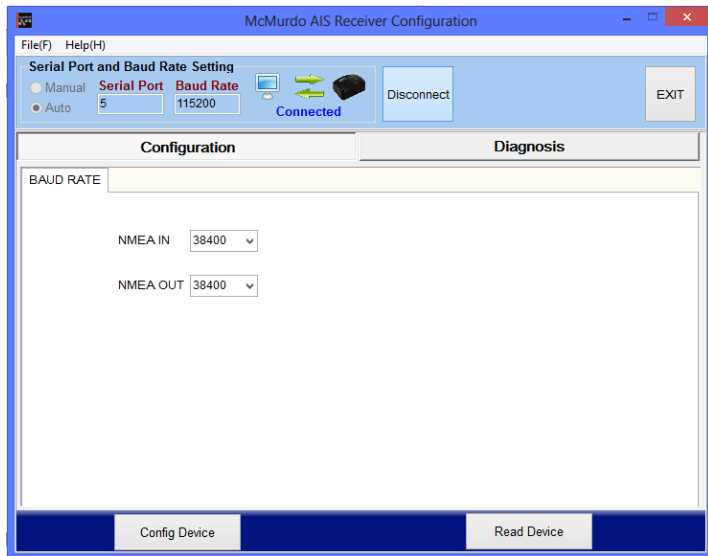 McMurdo AIS Receiver Configuration
File(F) Help(H)
Serial Port and Baud Rate Setting
Manual Serial Port Baud Rate
Auto 5 115200
Connected
Disconnect
EXIT
Configuration Diagnosis
BAUD RATE
NMEA IN 38400
NMEA OUT 38400
Config Device Read Device